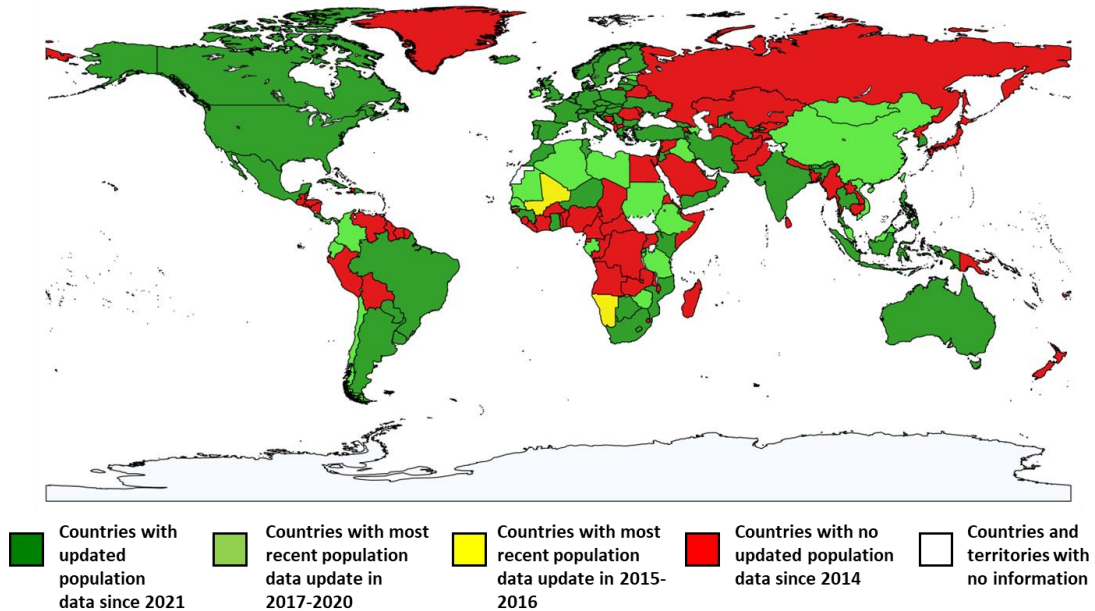 Countries with
updated
population
data since 2021
Countries with most
recent population
data update in
2017-2020
Countries with most
recent population
data update in 2015-
2016
Countries with no
updated population
data since 2014
Countries and
territories with
no information